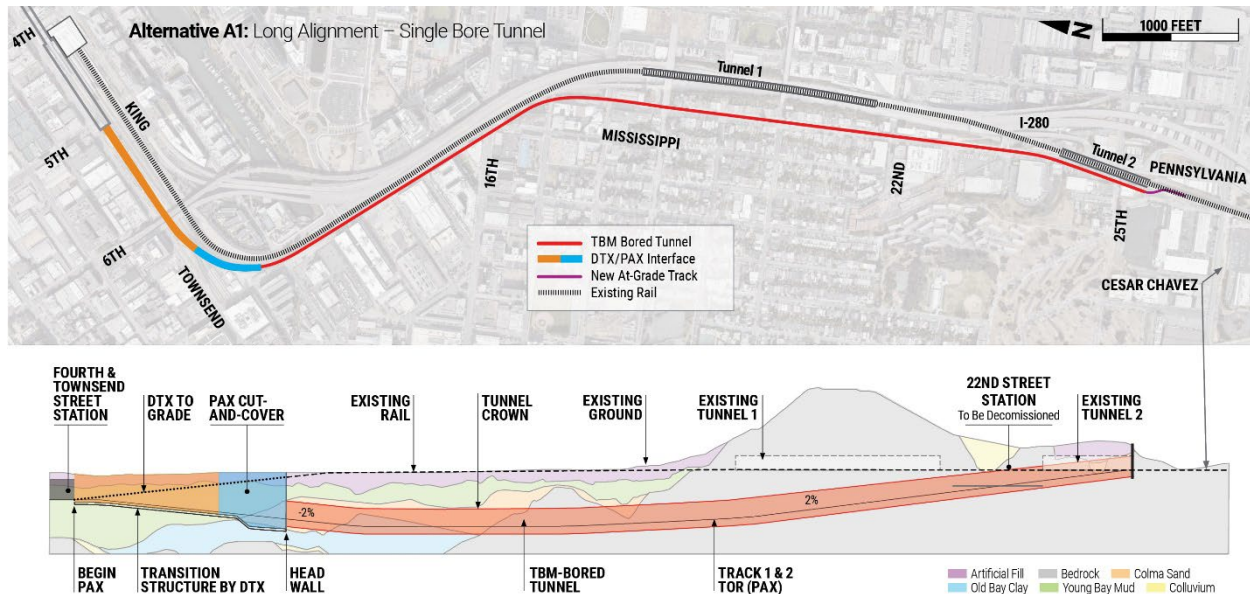 Alternative A1: Long Alignment – Single Bore Tunnel
N
1000 FEET
4TH
KING
5TH
6TH
TOWNSEND
16TH
Tunnel 1
MISSISSIPPI
22ND
I-280
Tunnel 2
PENNSYLVANIA
25TH
CESAR CHAVEZ
TBM Bored Tunnel
DTX/PAX Interface
New At-Grade Track
Existing Rail
FOURTH &
TOWNSEND
STREET
STATION
DTX TO
GRADE
PAX CUT-
AND-COVER
EXISTING
RAIL
TUNNEL
CROWN
EXISTING
GROUND
EXISTING
TUNNEL 1
22ND STREET
STATION
To Be Decomissioned
EXISTING
TUNNEL 2
-2%
2%
BEGIN
PAX
TRANSITION
STRUCTURE BY DTX
HEAD
WALL
TBM-BORED
TUNNEL
TRACK 1 & 2
TOR (PAX)
Artificial Fill
Bedrock
Colma Sand
Old Bay Clay
Young Bay Mud
Colluvium